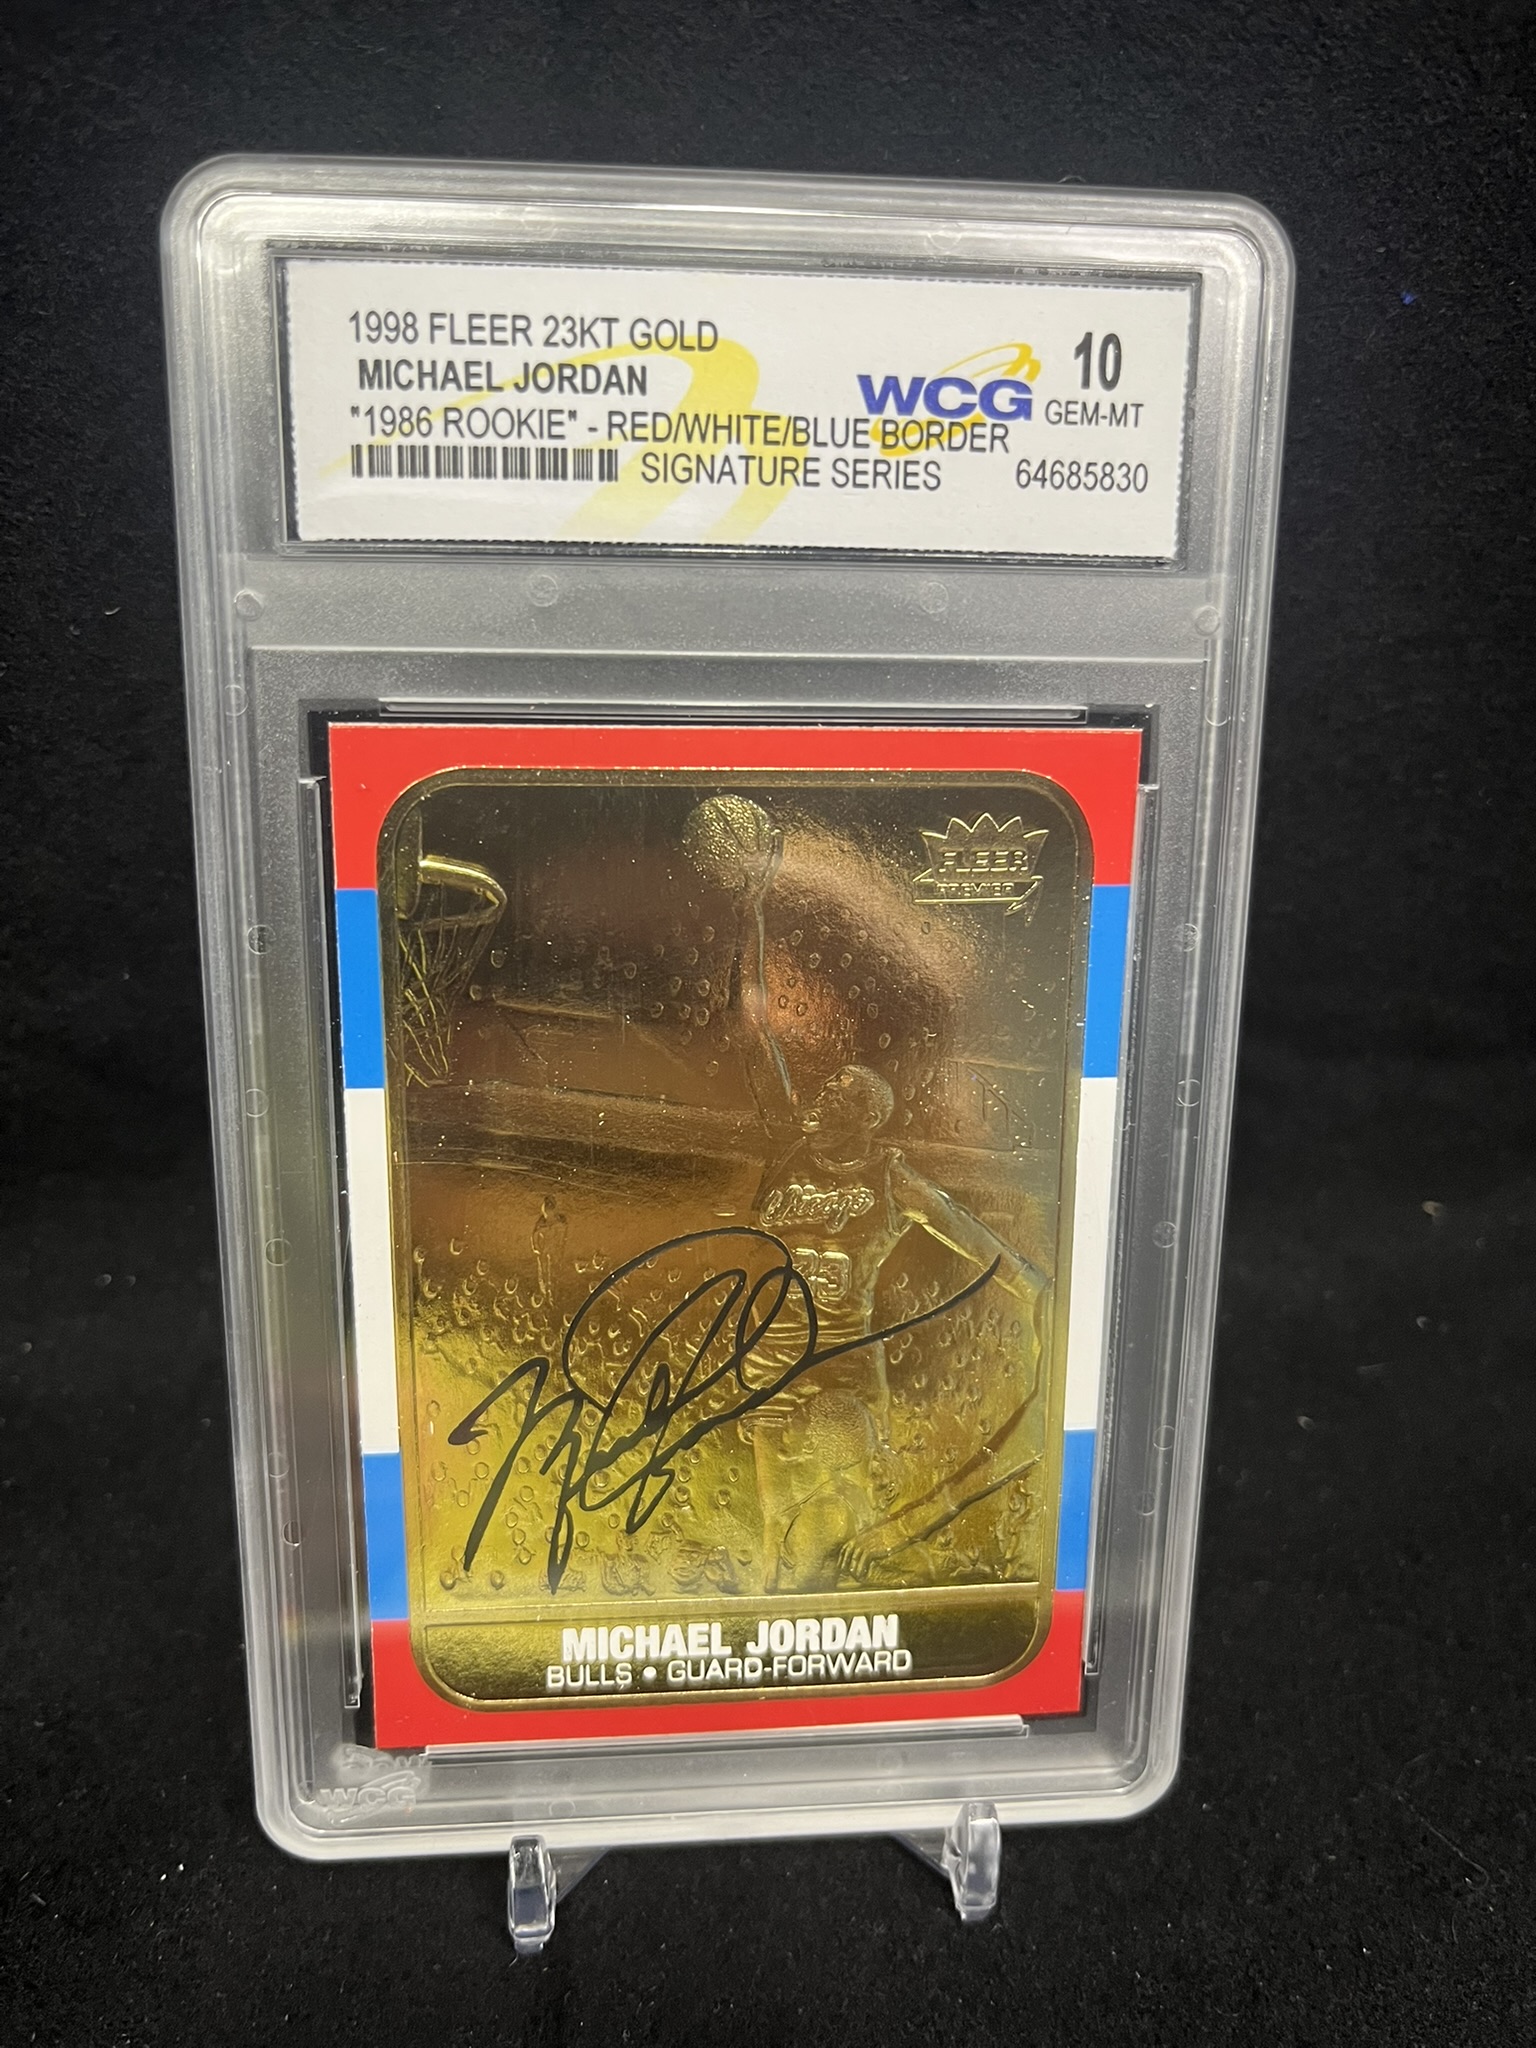 1998 FLEER 23KT GOLD
MICHAEL JORDAN
"1986 ROOKIE" - RED/WHITE/BLUE BORDER
SIGNATURE SERIES
WCG
10
GEM-MT
64685830
FLEER
PREMIER
Chicago
23
MICHAEL JORDAN
BULLS • GUARD-FORWARD
WCG